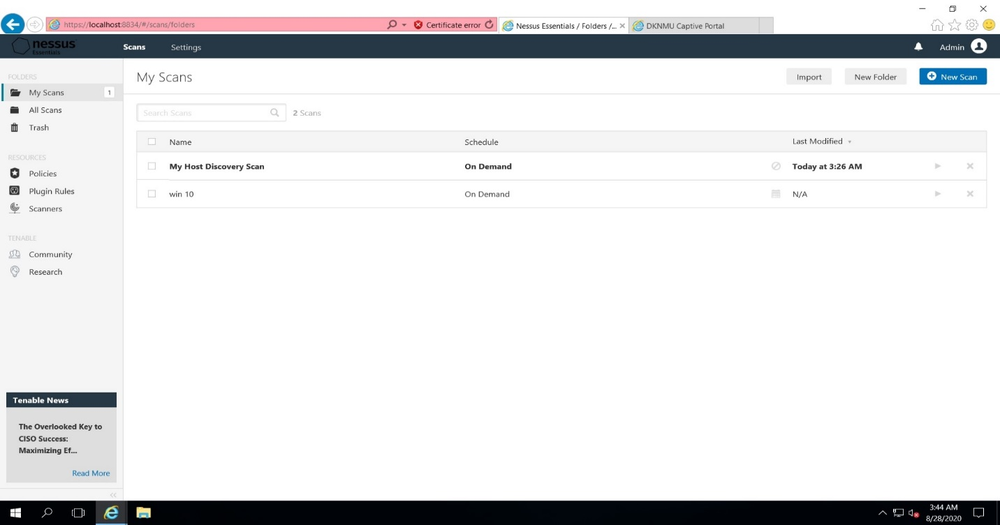 https://localhost:8834/#/scans/folders
Certificate error
Nessus Essentials / Folders /...
DKNMU Captive Portal
nessus
Essentials
Scans
Settings
Admin
FOLDERS
My Scans
1
All Scans
Trash
RESOURCES
Policies
Plugin Rules
Scanners
TENABLE
Community
Research
Tenable News
The Overlooked Key to
CISO Success:
Maximizing Ef...
Read More
My Scans
Import
New Folder
New Scan
Search Scans
2 Scans
Name
Schedule
Last Modified
My Host Discovery Scan
On Demand
Today at 3:26 AM
win 10
On Demand
N/A
3:44 AM
8/28/2020